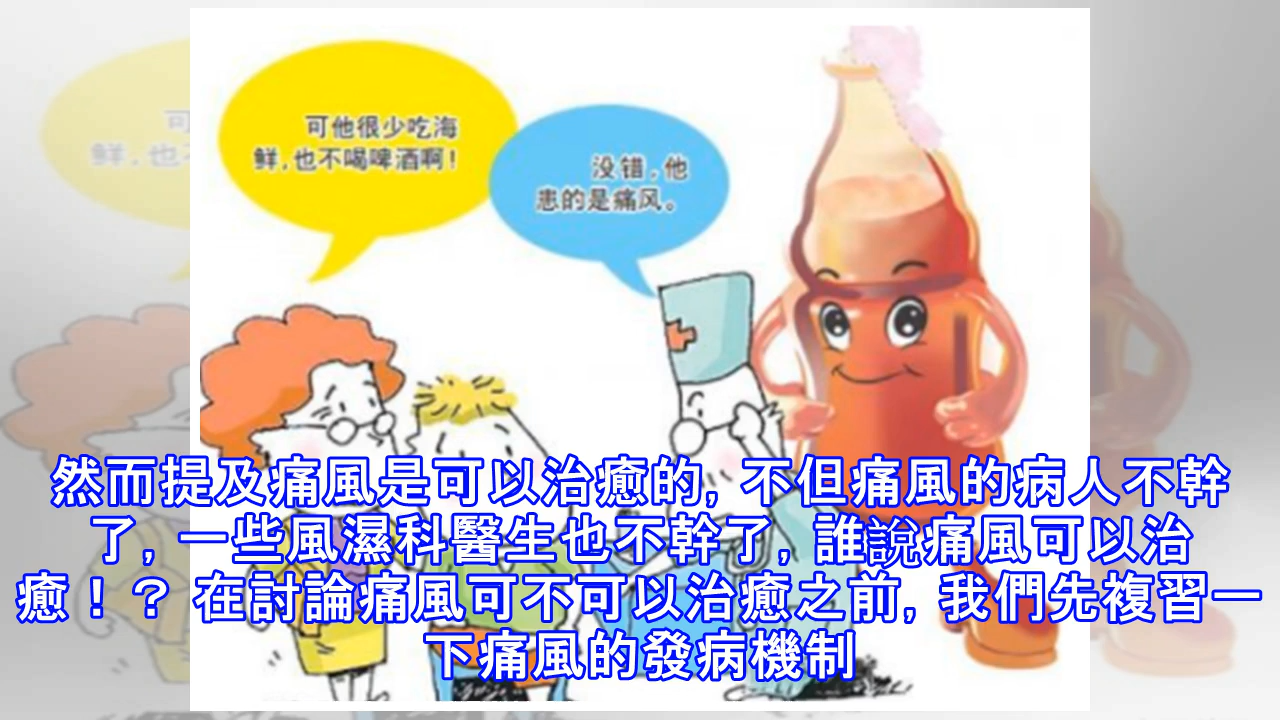 可他很少吃海
鲜,也不喝啤酒啊!
没错,他
患的是痛风。
然而提及痛風是可以治癒的, 不但痛風的病人不幹
了, 一些風濕科醫生也不幹了, 誰說痛風可以治
癒！？ 在討論痛風可不可以治癒之前, 我們先複習一
下痛風的發病機制